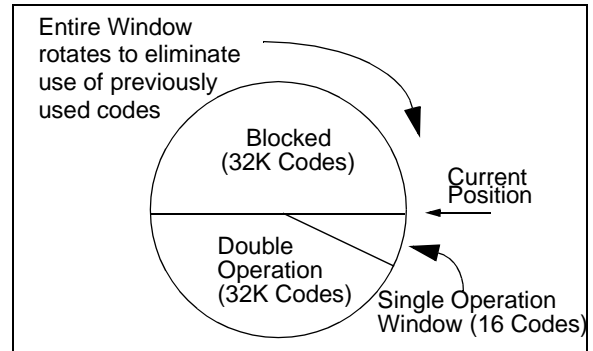 Entire Window
rotates to eliminate
use of previously
used codes
Blocked
(32K Codes)
Current
Position
Double
Operation
(32K Codes)
Single Operation
Window (16 Codes)